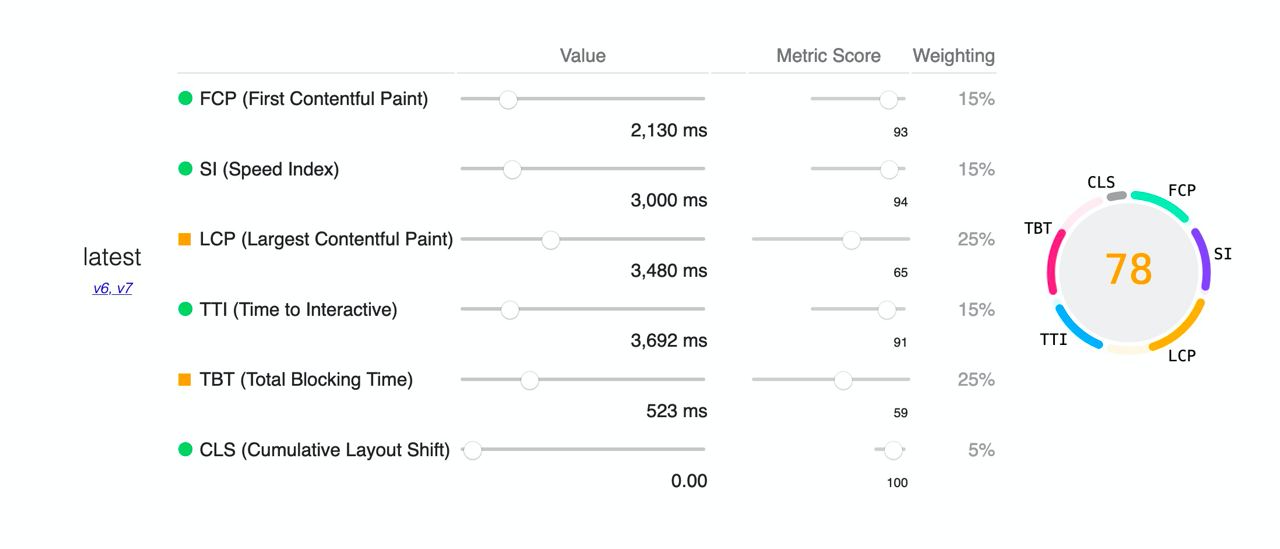 Value Metric Score Weighting
FCP (First Contentful Paint) 15%
2,130 ms 93
SI (Speed Index) 15%
3,000 ms 94
LCP (Largest Contentful Paint) 25%
3,480 ms 65
latest
v6, v7
TTI (Time to Interactive) 15%
3,692 ms 91
TBT (Total Blocking Time) 25%
523 ms 59
CLS (Cumulative Layout Shift) 5%
0.00 100
CLS
FCP
TBT
SI
78
TTI
LCP